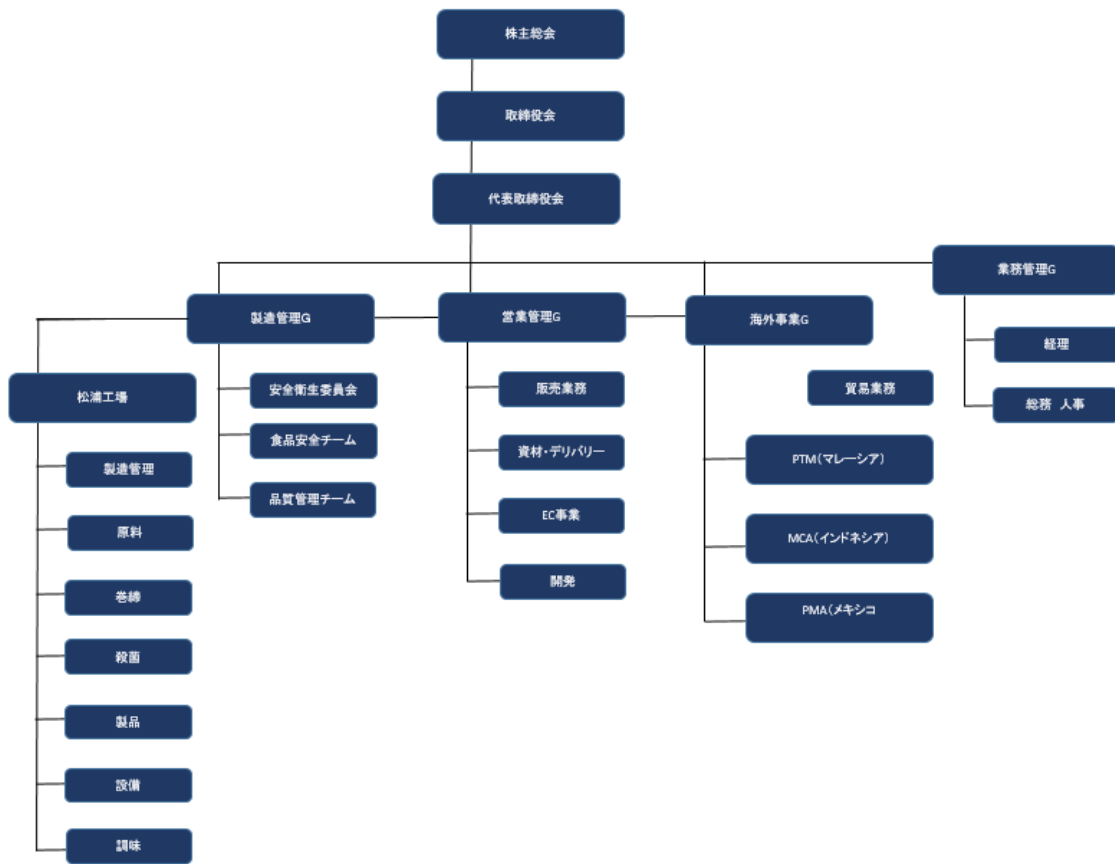 株主総会
取締役会
代表取締役会
業務管理G
製造管理G
営業管理G
海外事業G
経理
松浦工場
安全衛生委員会
販売業務
貿易業務
総務 人事
食品安全チーム
資材・デリバリー
製造管理
PTM(マレーシア)
品質管理チーム
EC事業
原料
MCA(インドネシア)
開発
巻締
PMA(メキシコ
殺菌
製品
設備
調味